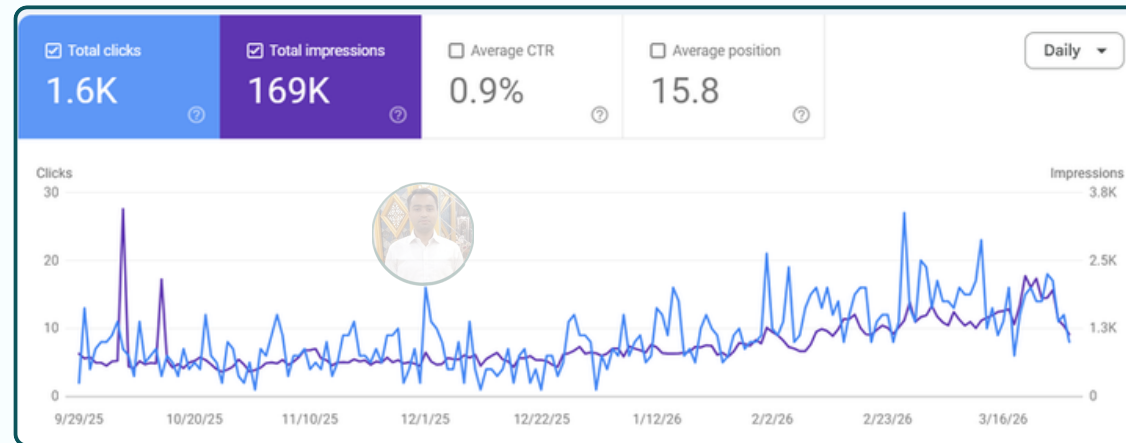 Total clicks
1.6K
Total impressions
169K
Average CTR
0.9%
Average position
15.8
Daily
Clicks
Impressions
30
3.8K
20
2.5K
10
1.3K
0
0
9/29/25 10/20/25 11/10/25 12/1/25 12/22/25 1/12/26 2/2/26 2/23/26 3/16/26